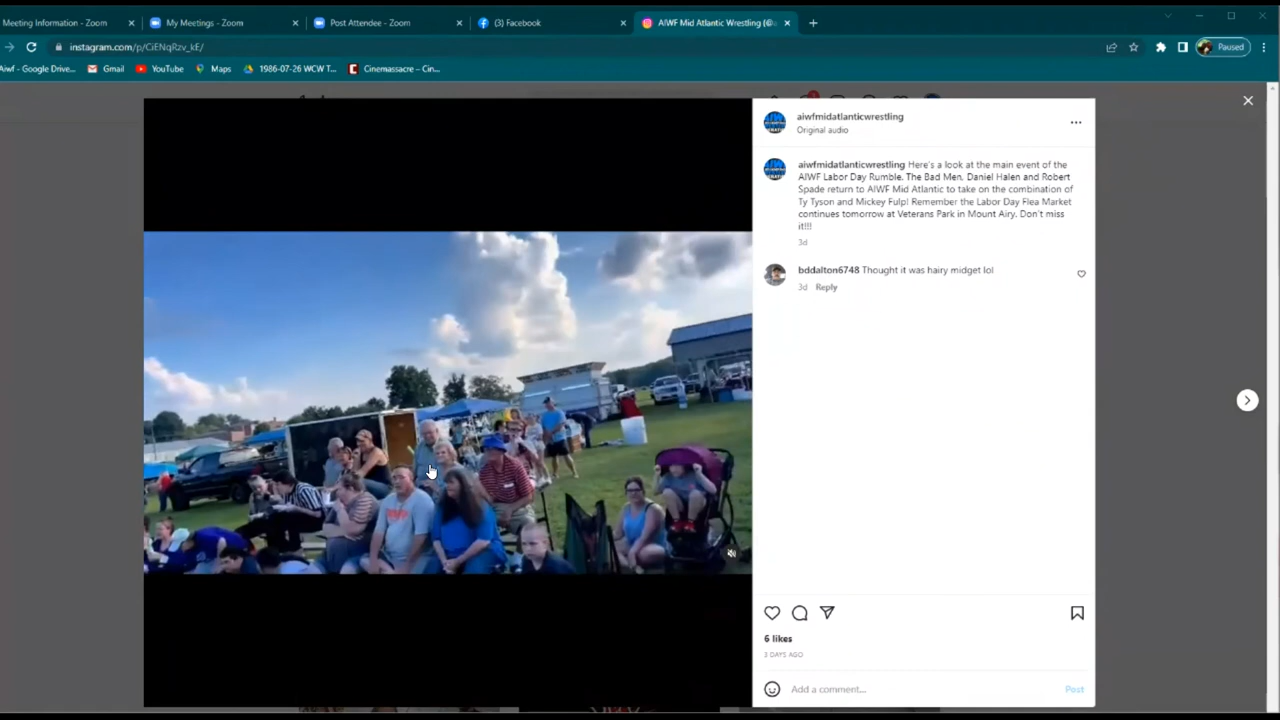 Meeting Information - Zoom
My Meetings - Zoom
Post Attendee - Zoom
(3) Facebook
AIWF Mid Atlantic Wrestling (@a
instagram.com/p/CiENqRzv_kE/
Paused
Aiwf - Google Drive...
Gmail
YouTube
Maps
1986-07-26 WCW T...
Cinemassacre - Cin...
aiwfmidatlanticwrestling
Original audio
aiwfmidatlanticwrestling Here's a look at the main event of the
AIWF Labor Day Rumble. The Bad Men, Daniel Halen and Robert
Spade return to AIWF Mid Atlantic to take on the combination of
Ty Tyson and Mickey Fulp! Remember the Labor Day Flea Market
continues tomorrow at Veterans Park in Mount Airy. Don't miss
it!!!
3d
bddalton6748 Thought it was hairy midget lol
3d Reply
6 likes
3 DAYS AGO
Add a comment...
Post